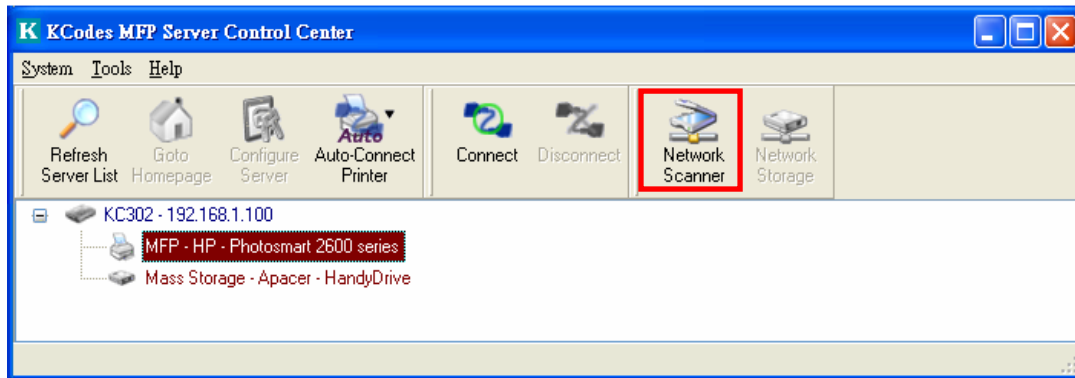 K KCodes MFP Server Control Center
System Tools Help
Refresh Server List
Goto Homepage
Configure Server
Auto
Auto-Connect Printer
Connect
Disconnect
Network Scanner
Network Storage
KC302 - 192.168.1.100
MFP - HP - Photosmart 2600 series
Mass Storage - Apacer - HandyDrive